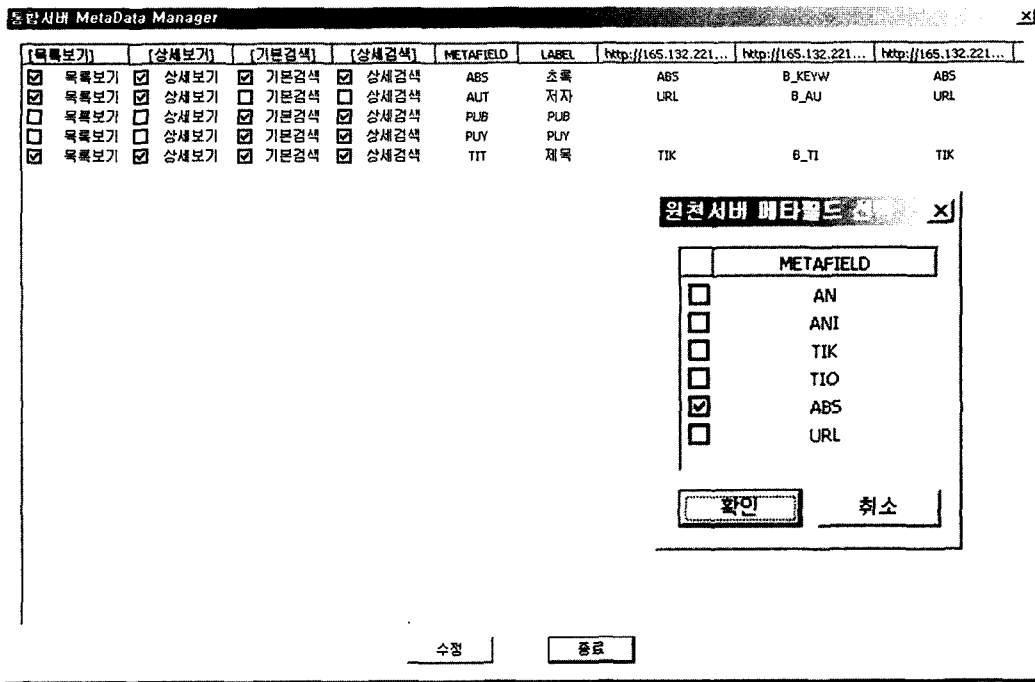 통합서버 MetaData Manager
[목록보기] [상세보기] [기본검색] [상세검색] METAFIELD LABEL http://165.132.221... http://165.132.221... http://165.132.221...
목록보기 상세보기 기본검색 상세검색 ABS 초록 ABS B_KEYW ABS
목록보기 상세보기 기본검색 상세검색 AUT 저자 URL B_AU URL
목록보기 상세보기 기본검색 상세검색 PUB PUB
목록보기 상세보기 기본검색 상세검색 PUY PUY
목록보기 상세보기 기본검색 상세검색 TIT 제목 TIK B_TI TIK
원천서버 메타필드
METAFIELD
AN
ANI
TIK
TIO
ABS
URL
확인 취소
수정 종료